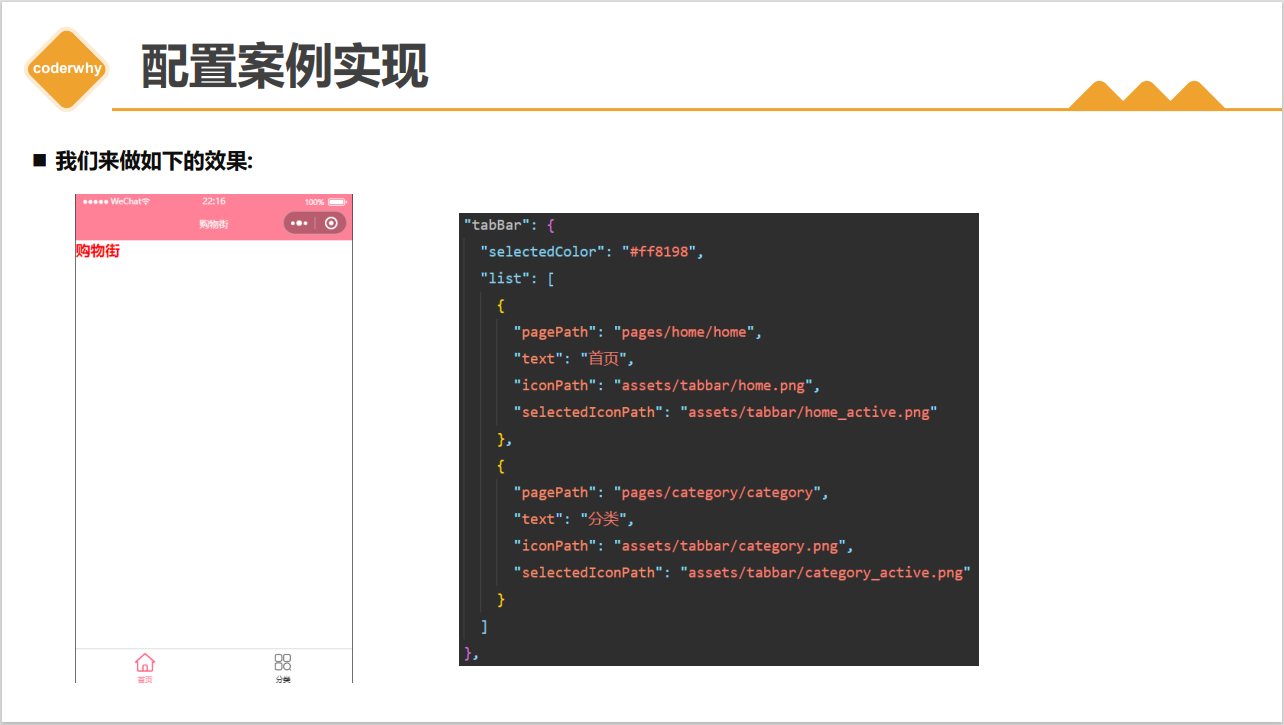 coderwhy
配置案例实现
我们来做如下的效果:
WeChat 22:16 100%
购物街
购物街
首页 分类
"tabBar": {
"selectedColor": "#ff8198",
"list": [
{
"pagePath": "pages/home/home",
"text": "首页",
"iconPath": "assets/tabbar/home.png",
"selectedIconPath": "assets/tabbar/home_active.png"
},
{
"pagePath": "pages/category/category",
"text": "分类",
"iconPath": "assets/tabbar/category.png",
"selectedIconPath": "assets/tabbar/category_active.png"
}
]
},